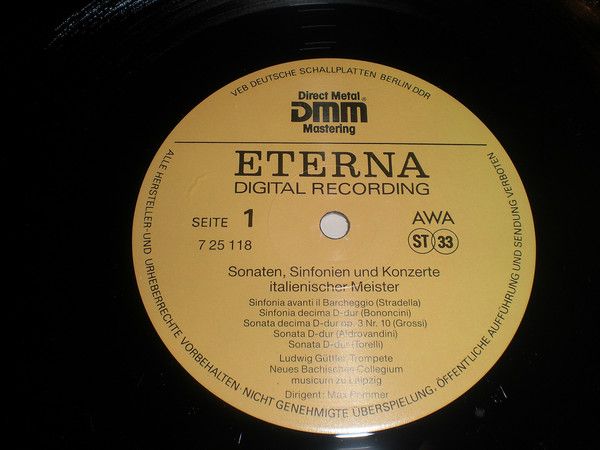 VEB DEUTSCHE SCHALLPLATTEN BERLIN DDR
Direct Metal
DMM®
Mastering
ETERNA
DIGITAL RECORDING
SEITE 1
7 25 118
AWA
ST 33
Sonaten, Sinfonien und Konzerte
italienischer Meister
Sinfonia avanti il Barcheggio (Stradella)
Sinfonia decima D-dur (Bononcini)
Sonata decima D-dur op. 3 Nr. 10 (Grossi)
Sonata D-dur (Aldrovandini)
Sonata D-dur (Torelli)
Ludwig Güttler, Trompete
Neues Bachisches Collegium
musicum zu Leipzig
Dirigent: Max Pommer
ALLE HERSTELLER- UND URHEBERRECHTE VORBEHALTEN · NICHT GENEHMIGTE ÜBERSPIELUNG, ÖFFENTLICHE AUFFÜHRUNG UND SENDUNG VERBOTEN